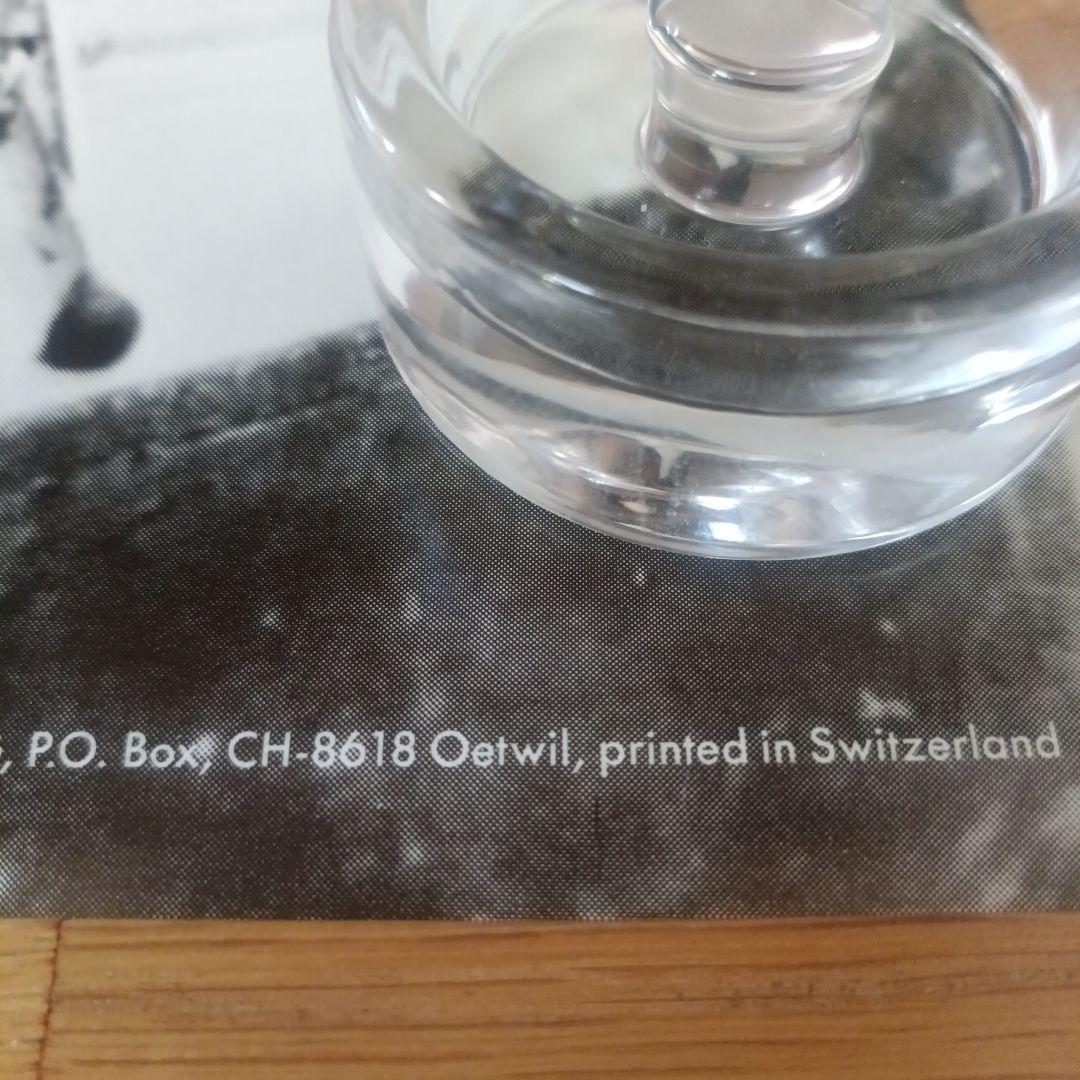 , P.O. Box, CH-8618 Oetwil, printed in Switzerland